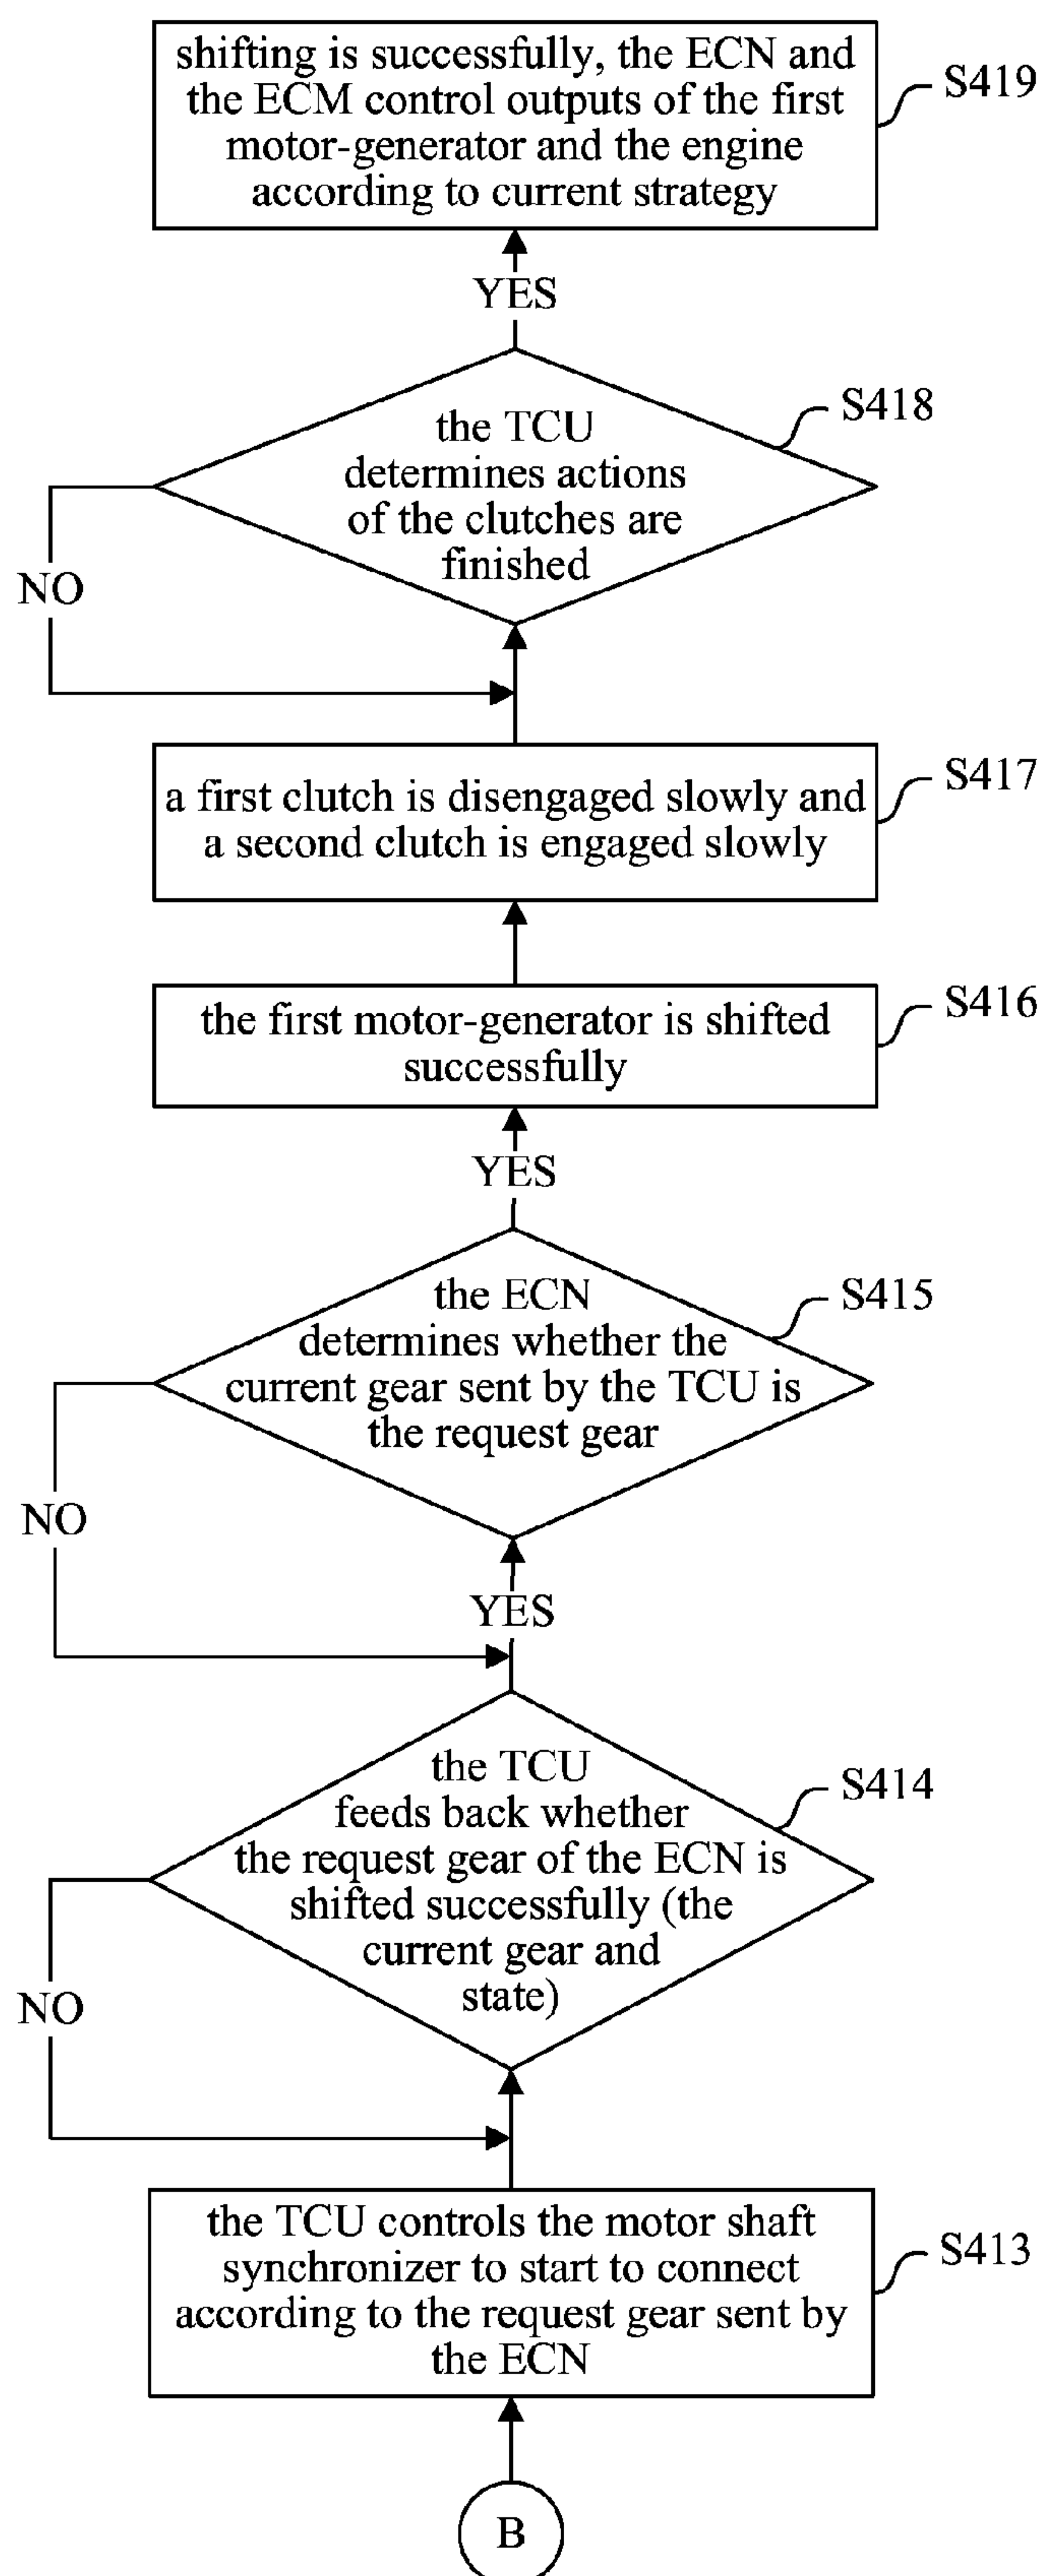 shifting is successfully, the ECN and
the ECM control outputs of the first
motor-generator and the engine
according to current strategy
S419
YES
the TCU
determines actions
of the clutches are
finished
S418
NO
a first clutch is disengaged slowly and
a second clutch is engaged slowly
S417
the first motor-generator is shifted
successfully
S416
YES
the ECN
determines whether the
current gear sent by the TCU is
the request gear
S415
NO
YES
the TCU
feeds back whether
the request gear of the ECN is
shifted successfully (the
current gear and
state)
S414
NO
the TCU controls the motor shaft
synchronizer to start to connect
according to the request gear sent by
the ECN
S413
B